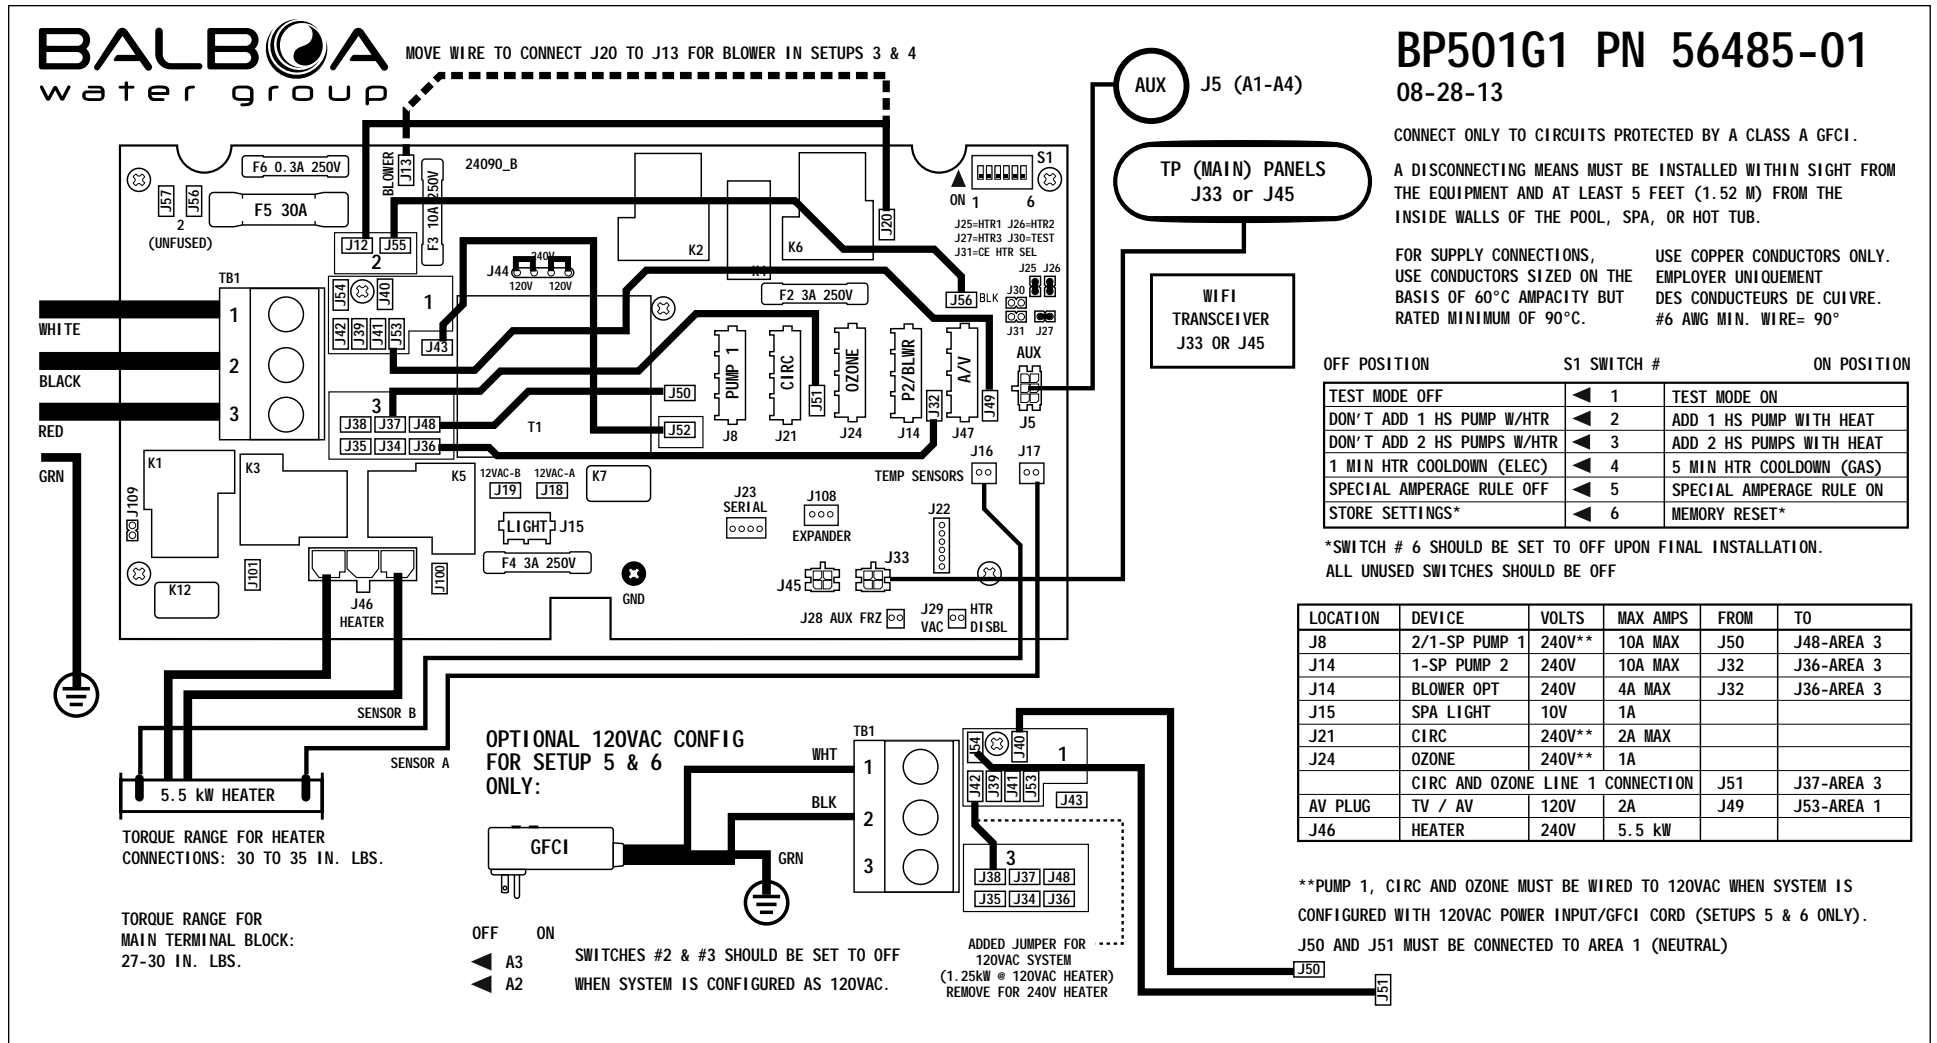 BALBOA
water group
MOVE WIRE TO CONNECT J20 TO J13 FOR BLOWER IN SETUPS 3 & 4
BP501G1 PN 56485-01
08-28-13
CONNECT ONLY TO CIRCUITS PROTECTED BY A CLASS A GFCI.
A DISCONNECTING MEANS MUST BE INSTALLED WITHIN SIGHT FROM
THE EQUIPMENT AND AT LEAST 5 FEET (1.52 M) FROM THE
INSIDE WALLS OF THE POOL, SPA, OR HOT TUB.
FOR SUPPLY CONNECTIONS,
USE CONDUCTORS SIZED ON THE
BASIS OF 60°C AMPACITY BUT
RATED MINIMUM OF 90°C.
USE COPPER CONDUCTORS ONLY.
EMPLOYER UNIQUEMENT
DES CONDUCTEURS DE CUIVRE.
#6 AWG MIN. WIRE= 90°
AUX
J5 (A1-A4)
TP (MAIN) PANELS
J33 or J45
WIFI
TRANSCEIVER
J33 OR J45
F6 0.3A 250V
BLOWER
J13
24090_B
F3 10A 250V
S1
ON 1 6
J57
J56
2
(UNFUSED)
F5 30A
J12
J55
2
J20
K2
K6
J25=HTR1 J26=HTR2
J27=HTR3 J30=TEST
J31=CE HTR SEL
J25 J26
J30
J31 J27
240V
J44
120V 120V
F2 3A 250V
J56 BLK
TB1
1
2
3
WHITE
BLACK
RED
GRN
J54
J40
1
J42
J39
J41
J53
J43
3
J38 J37 J48
J35 J34 J36
T1
J50
J52
PUMP 1
J8
CIRC
J21
J51
OZONE
J24
P2/BLWR
J14
J32
A/V
J47
J49
AUX
J5
K1
K3
K5
12VAC-B 12VAC-A
J19 J18
K7
TEMP SENSORS
J16 J17
J109
J23
SERIAL
J108
EXPANDER
J22
LIGHT J15
F4 3A 250V
J101
J100
K12
J46
HEATER
GND
J45
J33
J28 AUX FRZ
J29
VAC
HTR
DISBL
SENSOR B
SENSOR A
5.5 kW HEATER
TORQUE RANGE FOR HEATER
CONNECTIONS: 30 TO 35 IN. LBS.
TORQUE RANGE FOR
MAIN TERMINAL BLOCK:
27-30 IN. LBS.
OPTIONAL 120VAC CONFIG
FOR SETUP 5 & 6
ONLY:
GFCI
WHT
BLK
GRN
TB1
1
2
3
J54
J40
1
J42
J39
J41
J53
J43
3
J38 J37 J48
J35 J34 J36
ADDED JUMPER FOR
120VAC SYSTEM
(1.25kW @ 120VAC HEATER)
REMOVE FOR 240V HEATER
J50
J51
OFF ON
A3
A2
SWITCHES #2 & #3 SHOULD BE SET TO OFF
WHEN SYSTEM IS CONFIGURED AS 120VAC.
OFF POSITION S1 SWITCH # ON POSITION
TEST MODE OFF 1 TEST MODE ON
DON'T ADD 1 HS PUMP W/HTR 2 ADD 1 HS PUMP WITH HEAT
DON'T ADD 2 HS PUMPS W/HTR 3 ADD 2 HS PUMPS WITH HEAT
1 MIN HTR COOLDOWN (ELEC) 4 5 MIN HTR COOLDOWN (GAS)
SPECIAL AMPERAGE RULE OFF 5 SPECIAL AMPERAGE RULE ON
STORE SETTINGS* 6 MEMORY RESET*
*SWITCH # 6 SHOULD BE SET TO OFF UPON FINAL INSTALLATION.
ALL UNUSED SWITCHES SHOULD BE OFF
LOCATION DEVICE VOLTS MAX AMPS FROM TO
J8 2/1-SP PUMP 1 240V** 10A MAX J50 J48-AREA 3
J14 1-SP PUMP 2 240V 10A MAX J32 J36-AREA 3
J14 BLOWER OPT 240V 4A MAX J32 J36-AREA 3
J15 SPA LIGHT 10V 1A
J21 CIRC 240V** 2A MAX
J24 OZONE 240V** 1A
CIRC AND OZONE LINE 1 CONNECTION J51 J37-AREA 3
AV PLUG TV / AV 120V 2A J49 J53-AREA 1
J46 HEATER 240V 5.5 kW
**PUMP 1, CIRC AND OZONE MUST BE WIRED TO 120VAC WHEN SYSTEM IS
CONFIGURED WITH 120VAC POWER INPUT/GFCI CORD (SETUPS 5 & 6 ONLY).
J50 AND J51 MUST BE CONNECTED TO AREA 1 (NEUTRAL)